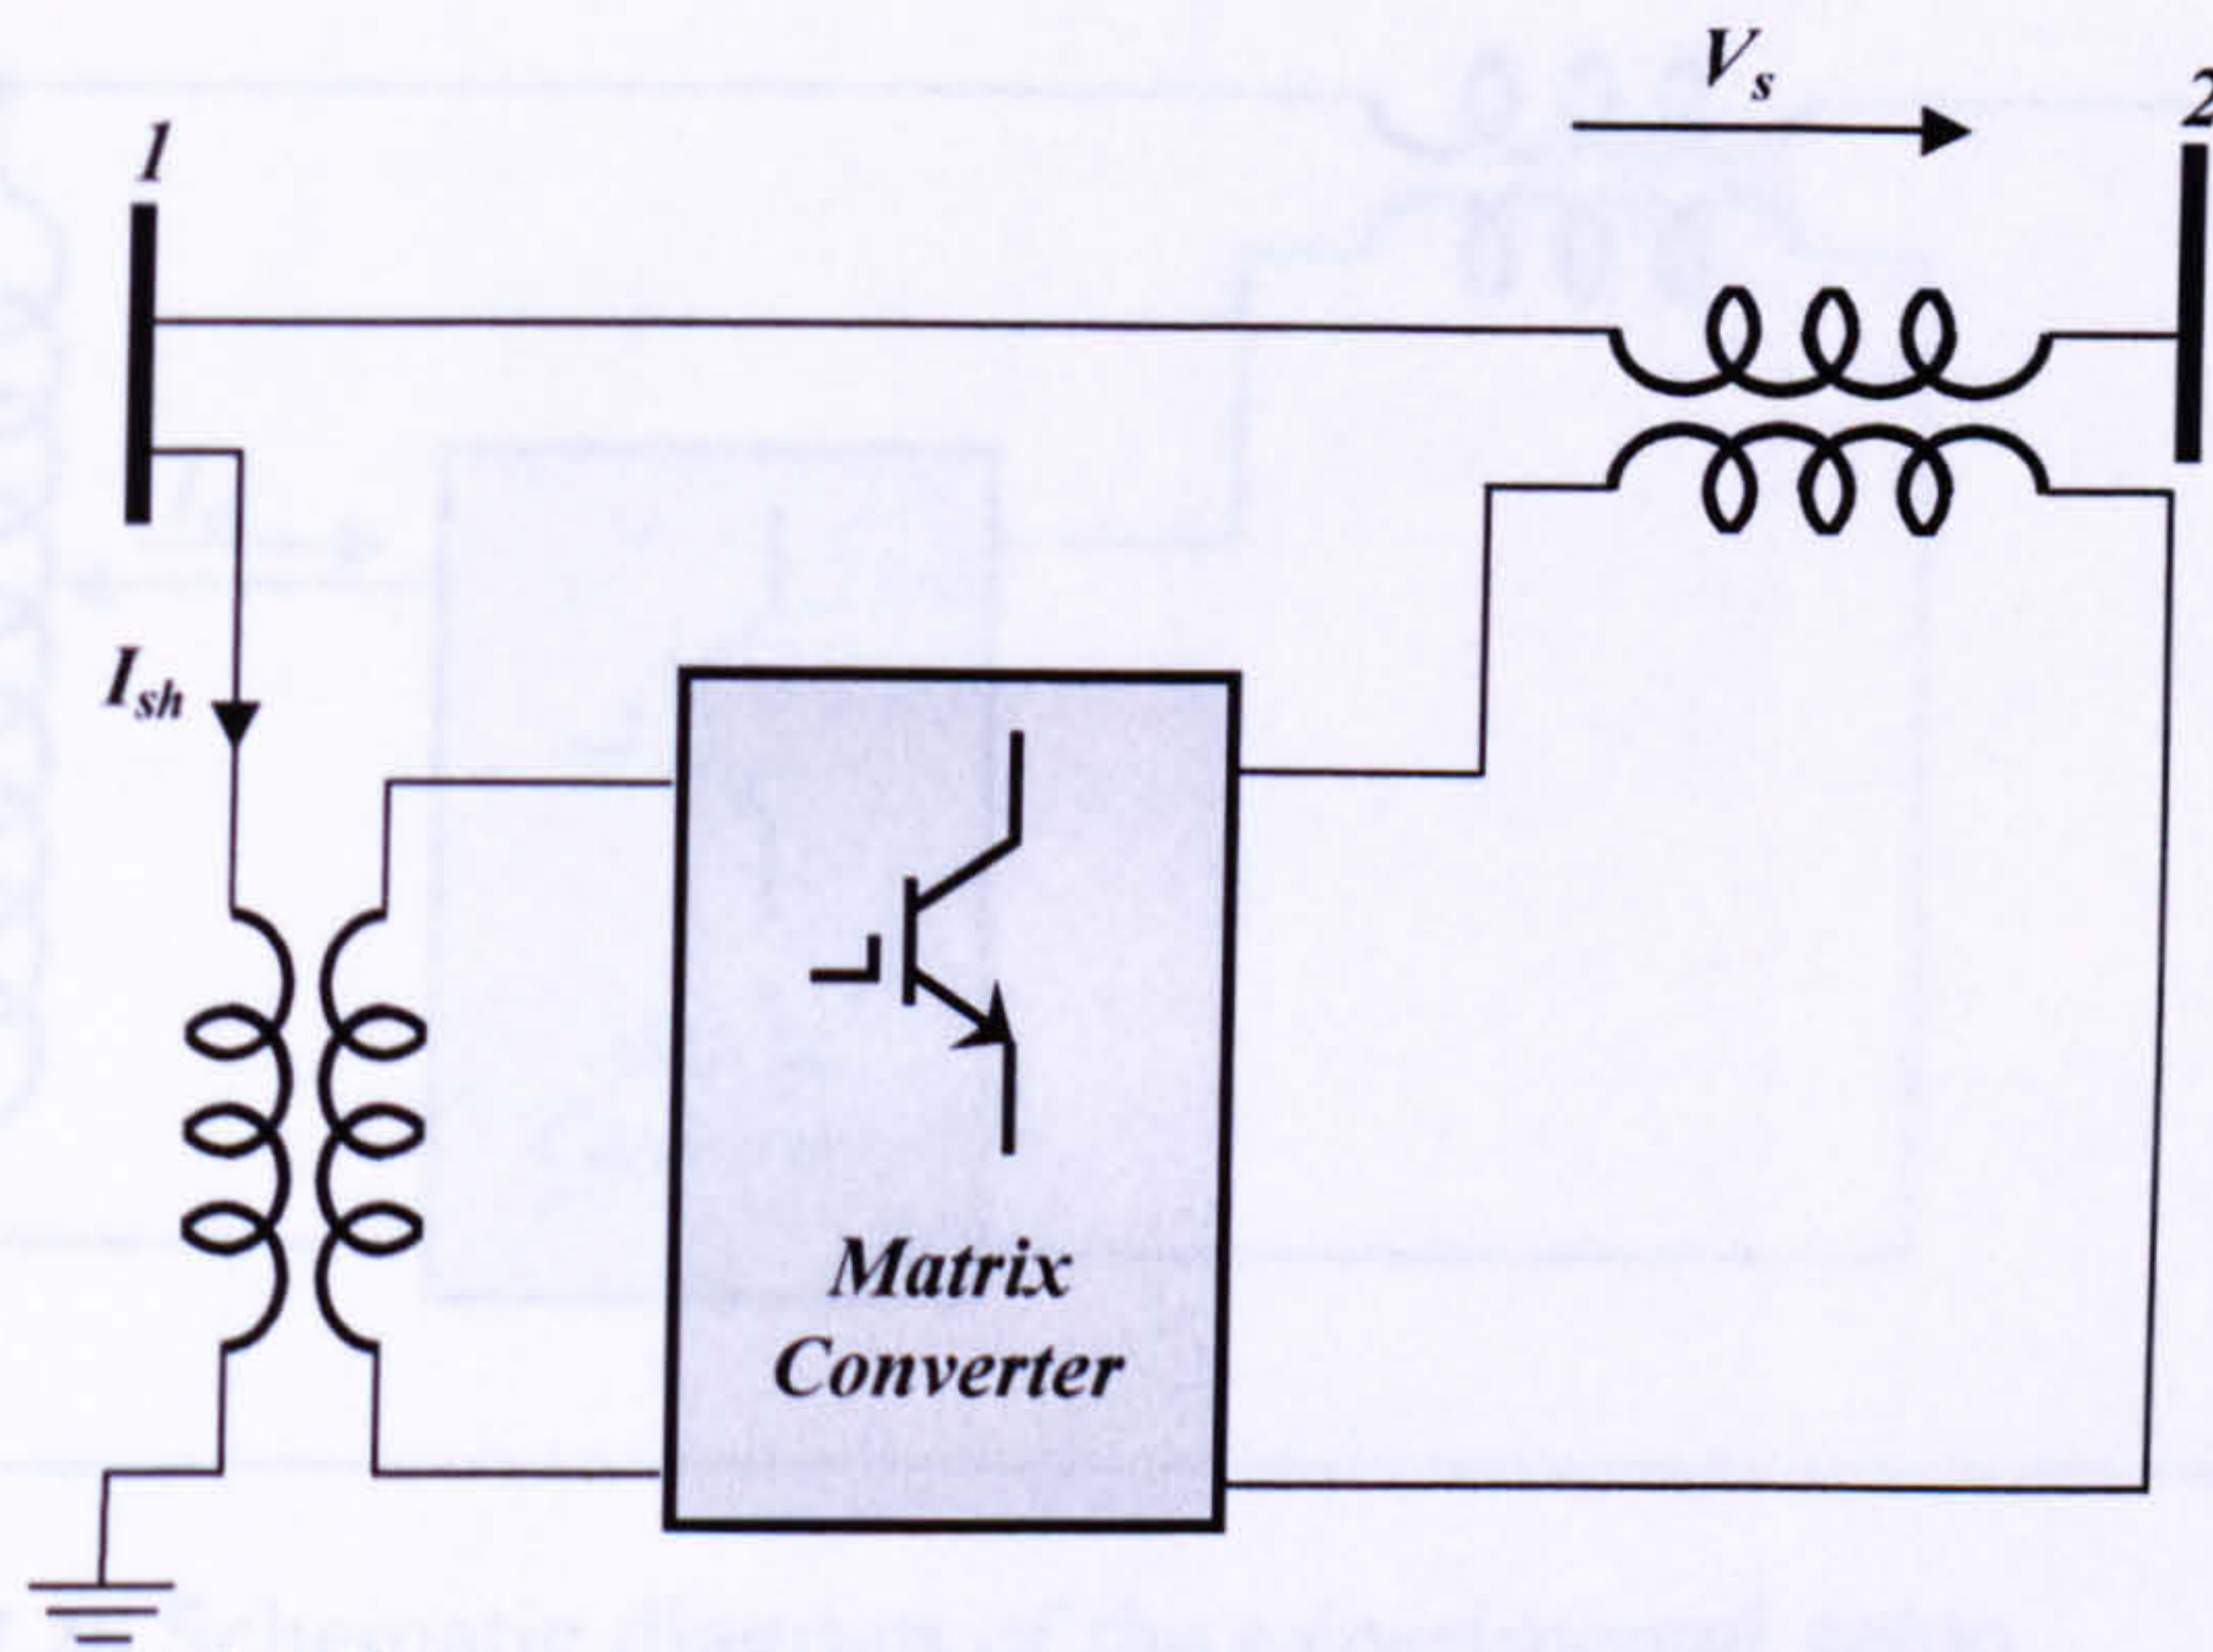 V_s
1
2
I_sh
Matrix
Converter